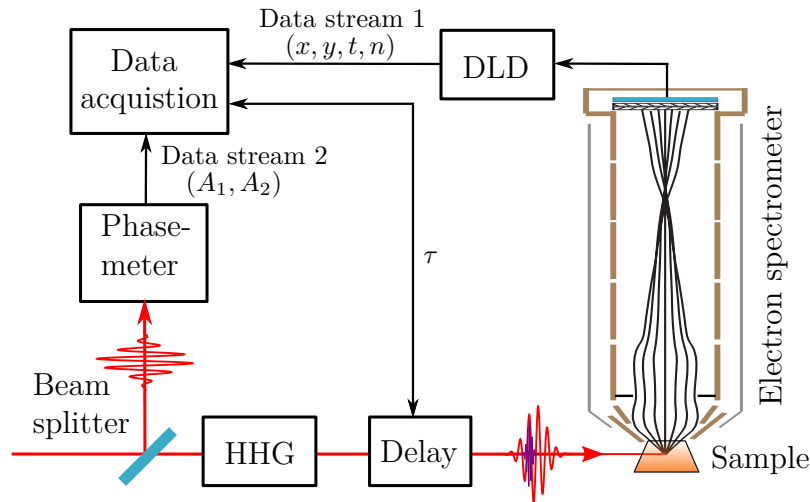 Data stream 1
(x, y, t, n)
Data
acquistion
DLD
Data stream 2
(A₁, A₂)
Phase-
meter
τ
Electron spectrometer
Beam
splitter
HHG
Delay
Sample